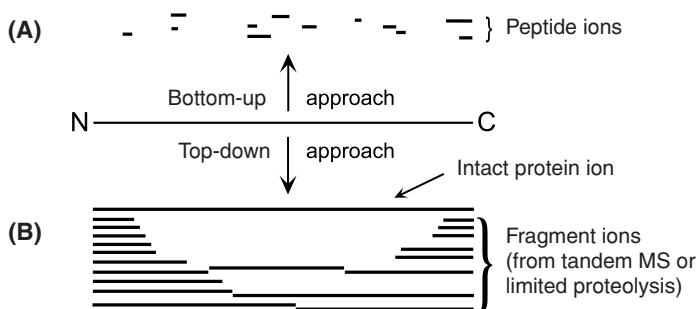 (A)
Peptide ions
Bottom-up approach
N C
Top-down approach
Intact protein ion
(B)
Fragment ions
(from tandem MS or
limited proteolysis)